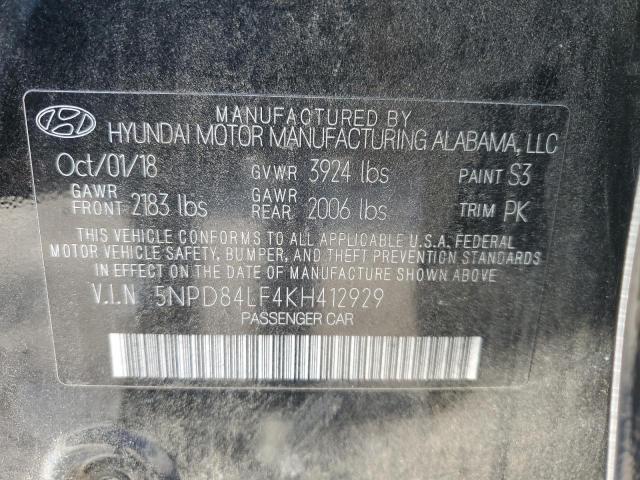 MANUFACTURED BY
HYUNDAI MOTOR MANUFACTURING ALABAMA, LLC
Oct/01/18 GVWR 3924 lbs PAINT S3
GAWR FRONT 2183 lbs GAWR REAR 2006 lbs TRIM PK
THIS VEHICLE CONFORMS TO ALL APPLICABLE U.S.A. FEDERAL
MOTOR VEHICLE SAFETY, BUMPER, AND THEFT PREVENTION STANDARDS
IN EFFECT ON THE DATE OF MANUFACTURE SHOWN ABOVE.
V.I.N 5NPD84LF4KH412929
PASSENGER CAR